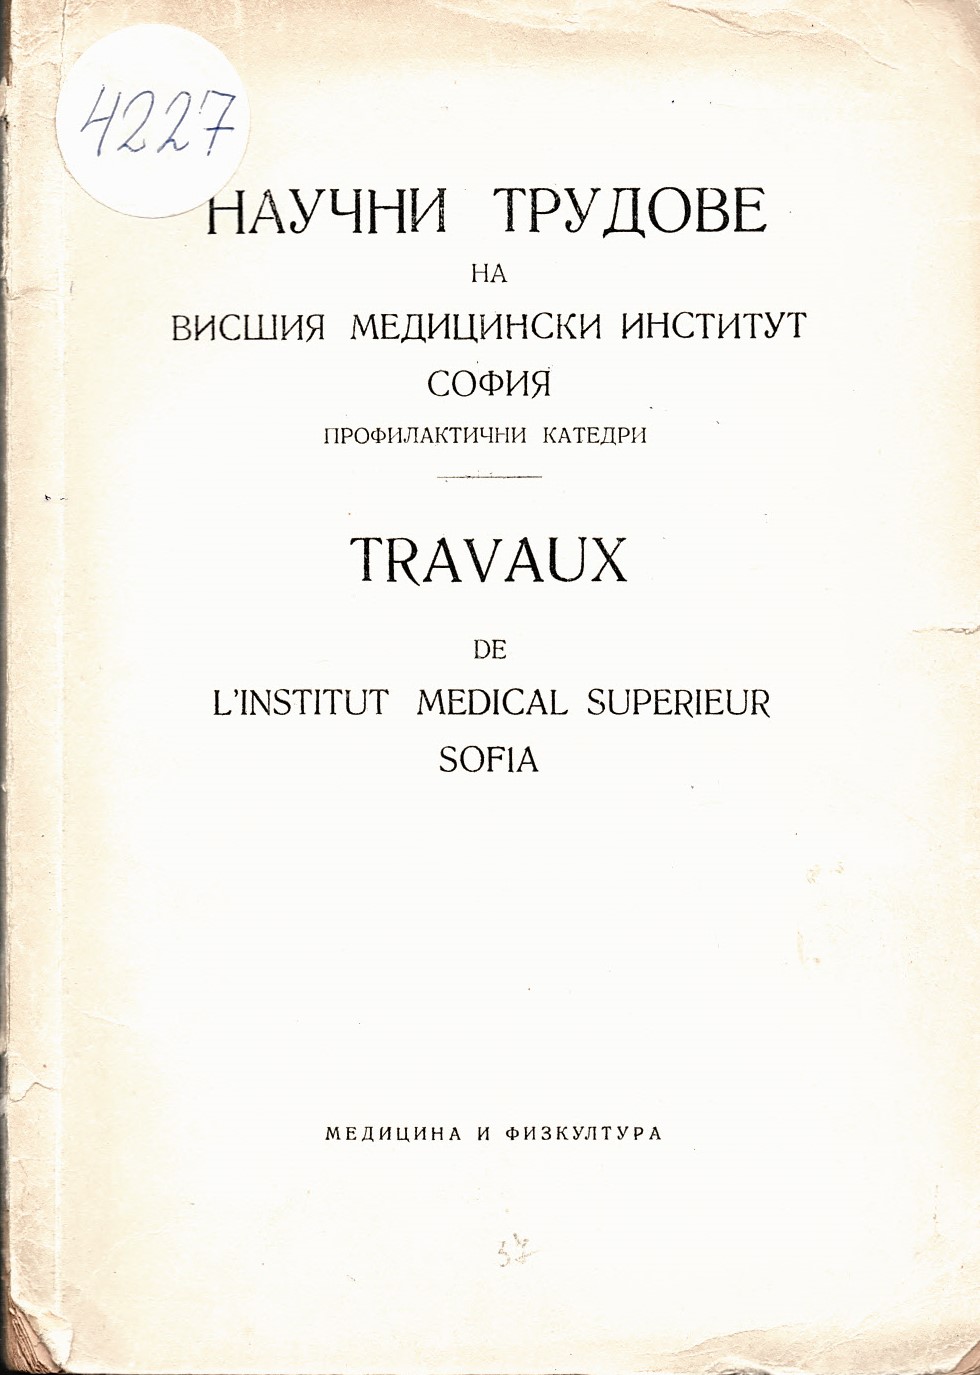 4227
НАУЧНИ ТРУДОВЕ
НА
ВИСШИЯ МЕДИЦИНСКИ ИНСТИТУТ
СОФИЯ
ПРОФИЛАКТИЧНИ КАТЕДРИ
TRAVAUX
DE
L'INSTITUT MEDICAL SUPERIEUR
SOFIA
МЕДИЦИНА И ФИЗКУЛТУРА